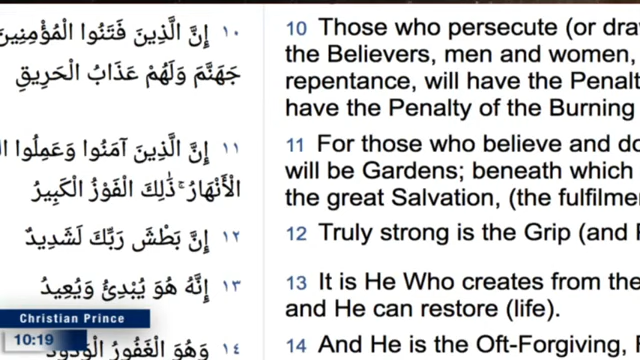 ١٠ إِنَّ الَّذِينَ فَتَنُوا الْمُؤْمِنِينَ
جَهَنَّمَ وَلَهُمْ عَذَابُ الْحَرِيقِ
١١ إِنَّ الَّذِينَ آمَنُوا وَعَمِلُوا
الْأَنْهَارُ ۚ ذَٰلِكَ الْفَوْزُ الْكَبِيرُ
١٢ إِنَّ بَطْشَ رَبِّكَ لَشَدِيدٌ
١٣ إِنَّهُ هُوَ يُبْدِئُ وَيُعِيدُ
١٤ وَهُوَ الْغَفُورُ الْوَدُودُ
10 Those who persecute (or
the Believers, men and women,
repentance, will have the Penalt
have the Penalty of the Burning
11 For those who believe and do
will be Gardens; beneath which
the great Salvation, (the fulfilme
12 Truly strong is the Grip (and
13 It is He Who creates from the
and He can restore (life).
14 And He is the Oft-Forgiving,
Christian Prince
10:19